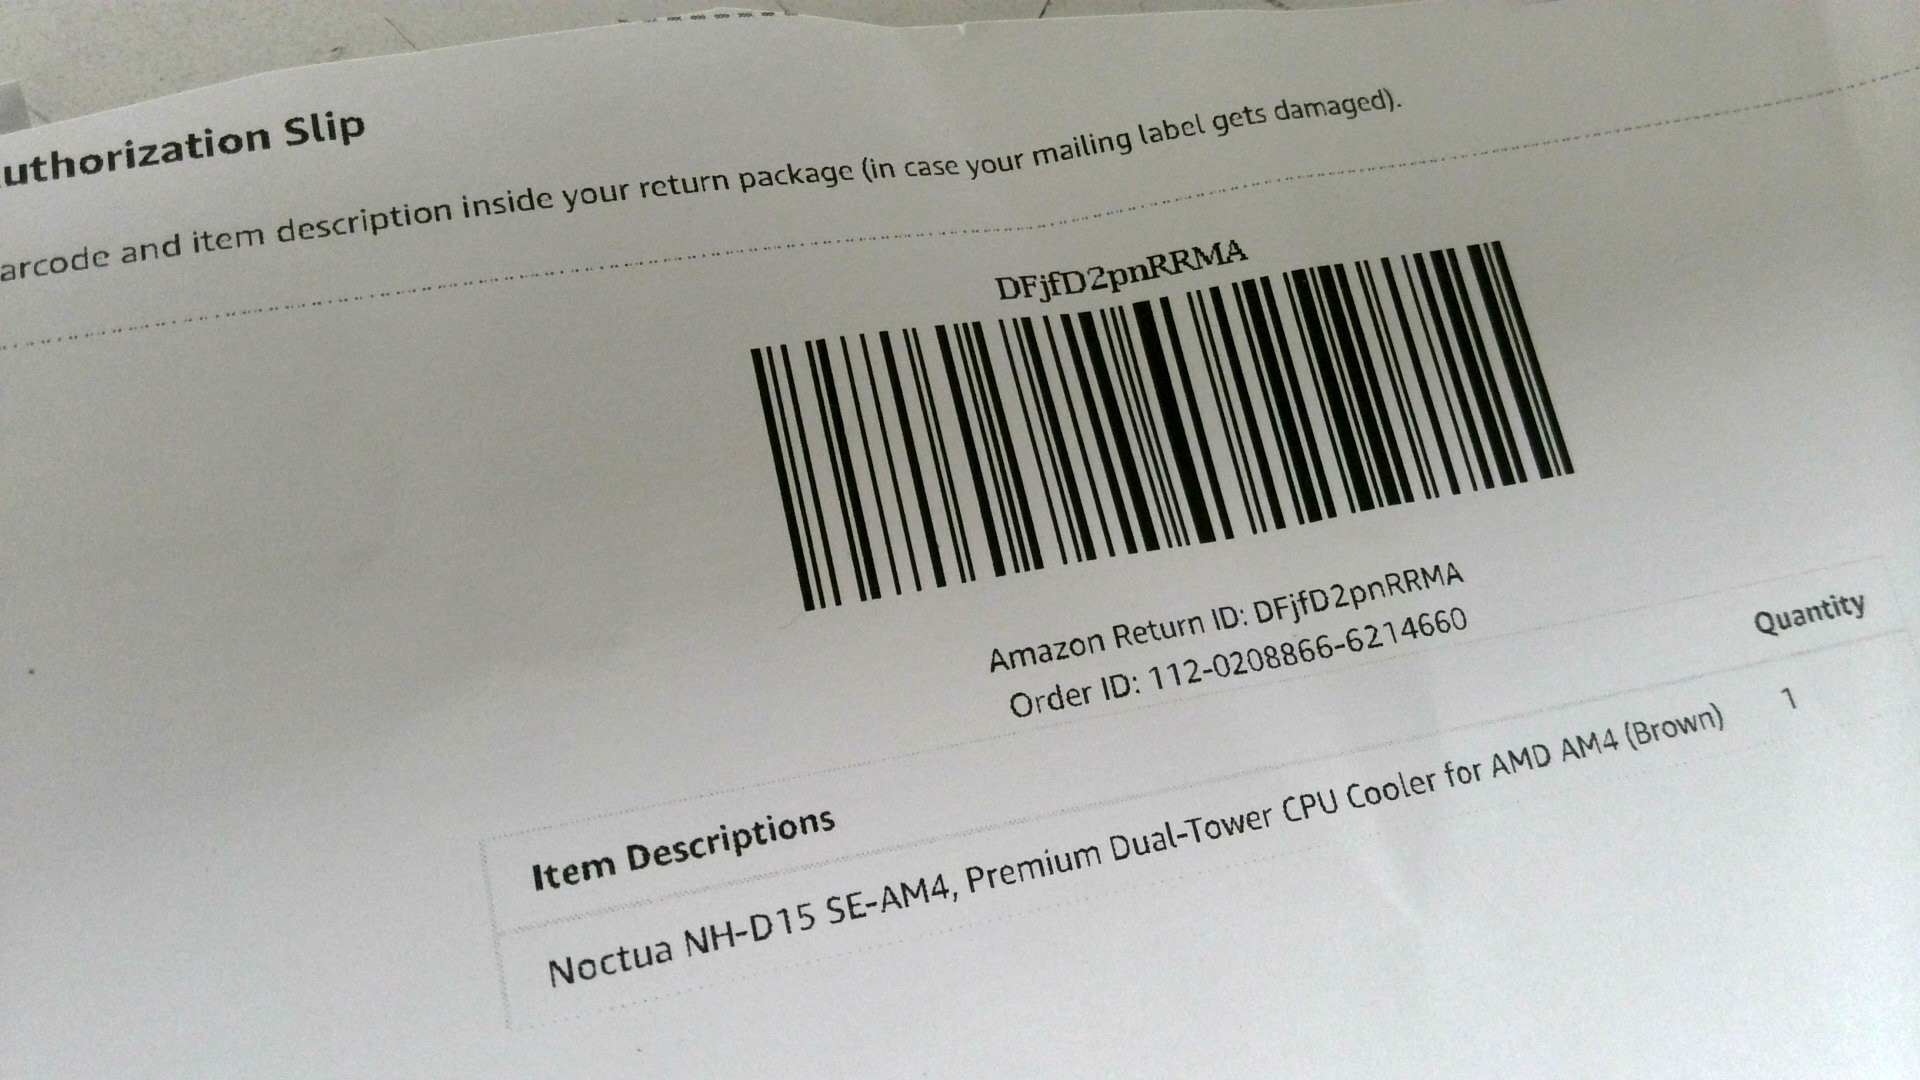 uthorization Slip
arcode and item description inside your return package (in case your mailing label gets damaged).
DFjfD2pnRRMA
Amazon Return ID: DFjfD2pnRRMA
Order ID: 112-0208866-6214660
Item Descriptions Quantity
Noctua NH-D15 SE-AM4, Premium Dual-Tower CPU Cooler for AMD AM4 (Brown) 1